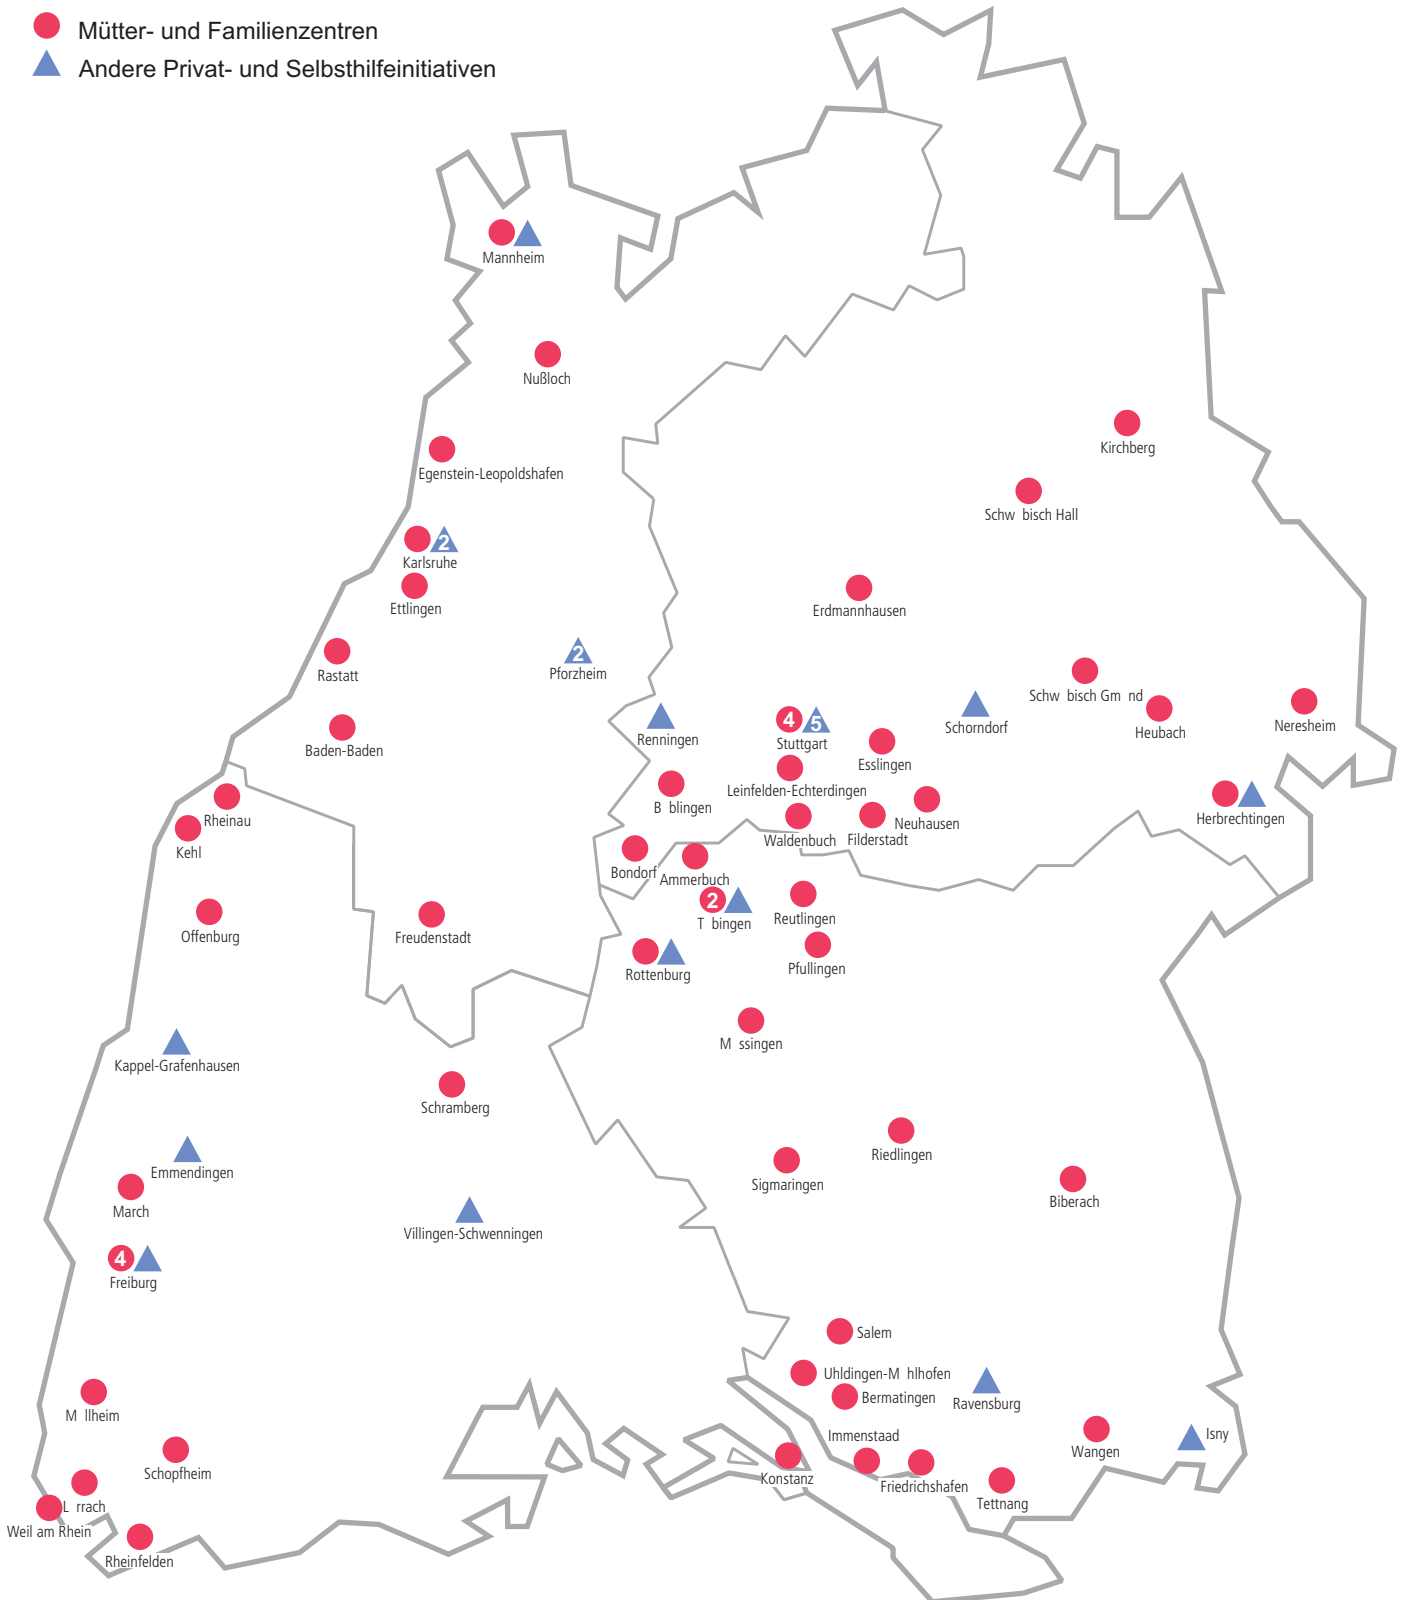 Mütter- und Familienzentren
Andere Privat- und Selbsthilfeinitiativen
Mannheim
Nußloch
Kirchberg
Egenstein-Leopoldshafen
Schw bisch Hall
2
Karlsruhe
Ettlingen
Erdmannhausen
2
Pforzheim
Rastatt
Schw bisch Gm nd
Baden-Baden
Renningen
4 5
Stuttgart
Schorndorf
Heubach
Neresheim
Esslingen
Leinfelden-Echterdingen
B blingen
Rheinau
Kehl
Waldenbuch
Filderstadt
Neuhausen
Herbrechtingen
Bondorf
Ammerbuch
2
T bingen
Reutlingen
Offenburg
Freudenstadt
Rottenburg
Pfullingen
M ssingen
Kappel-Grafenhausen
Schramberg
Riedlingen
Emmendingen
Sigmaringen
Biberach
March
Villingen-Schwenningen
4
Freiburg
Salem
Uhldingen-M hlhofen
Bermatingen
Ravensburg
M llheim
Immenstaad
Isny
Wangen
Schopfheim
Konstanz
Friedrichshafen
Tettnang
L rrach
Weil am Rhein
Rheinfelden